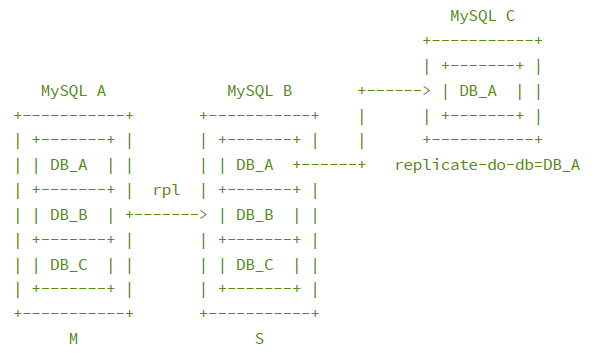 MySQL C
                                            +-----------+
                                            | +-------+ |
   MySQL A             MySQL B       +------> | DB_A  | |
+-----------+       +-----------+    |      | +-------+ |
| +-------+ |       | +-------+ |    |      +-----------+
| | DB_A  | |       | | DB_A  +------+   replicate-do-db=DB_A
| +-------+ |  rpl  | +-------+ |
| | DB_B  | +-------> | DB_B  | |
| +-------+ |       | +-------+ |
| | DB_C  | |       | | DB_C  | |
| +-------+ |       | +-------+ |
+-----------+       +-----------+
      M                   S